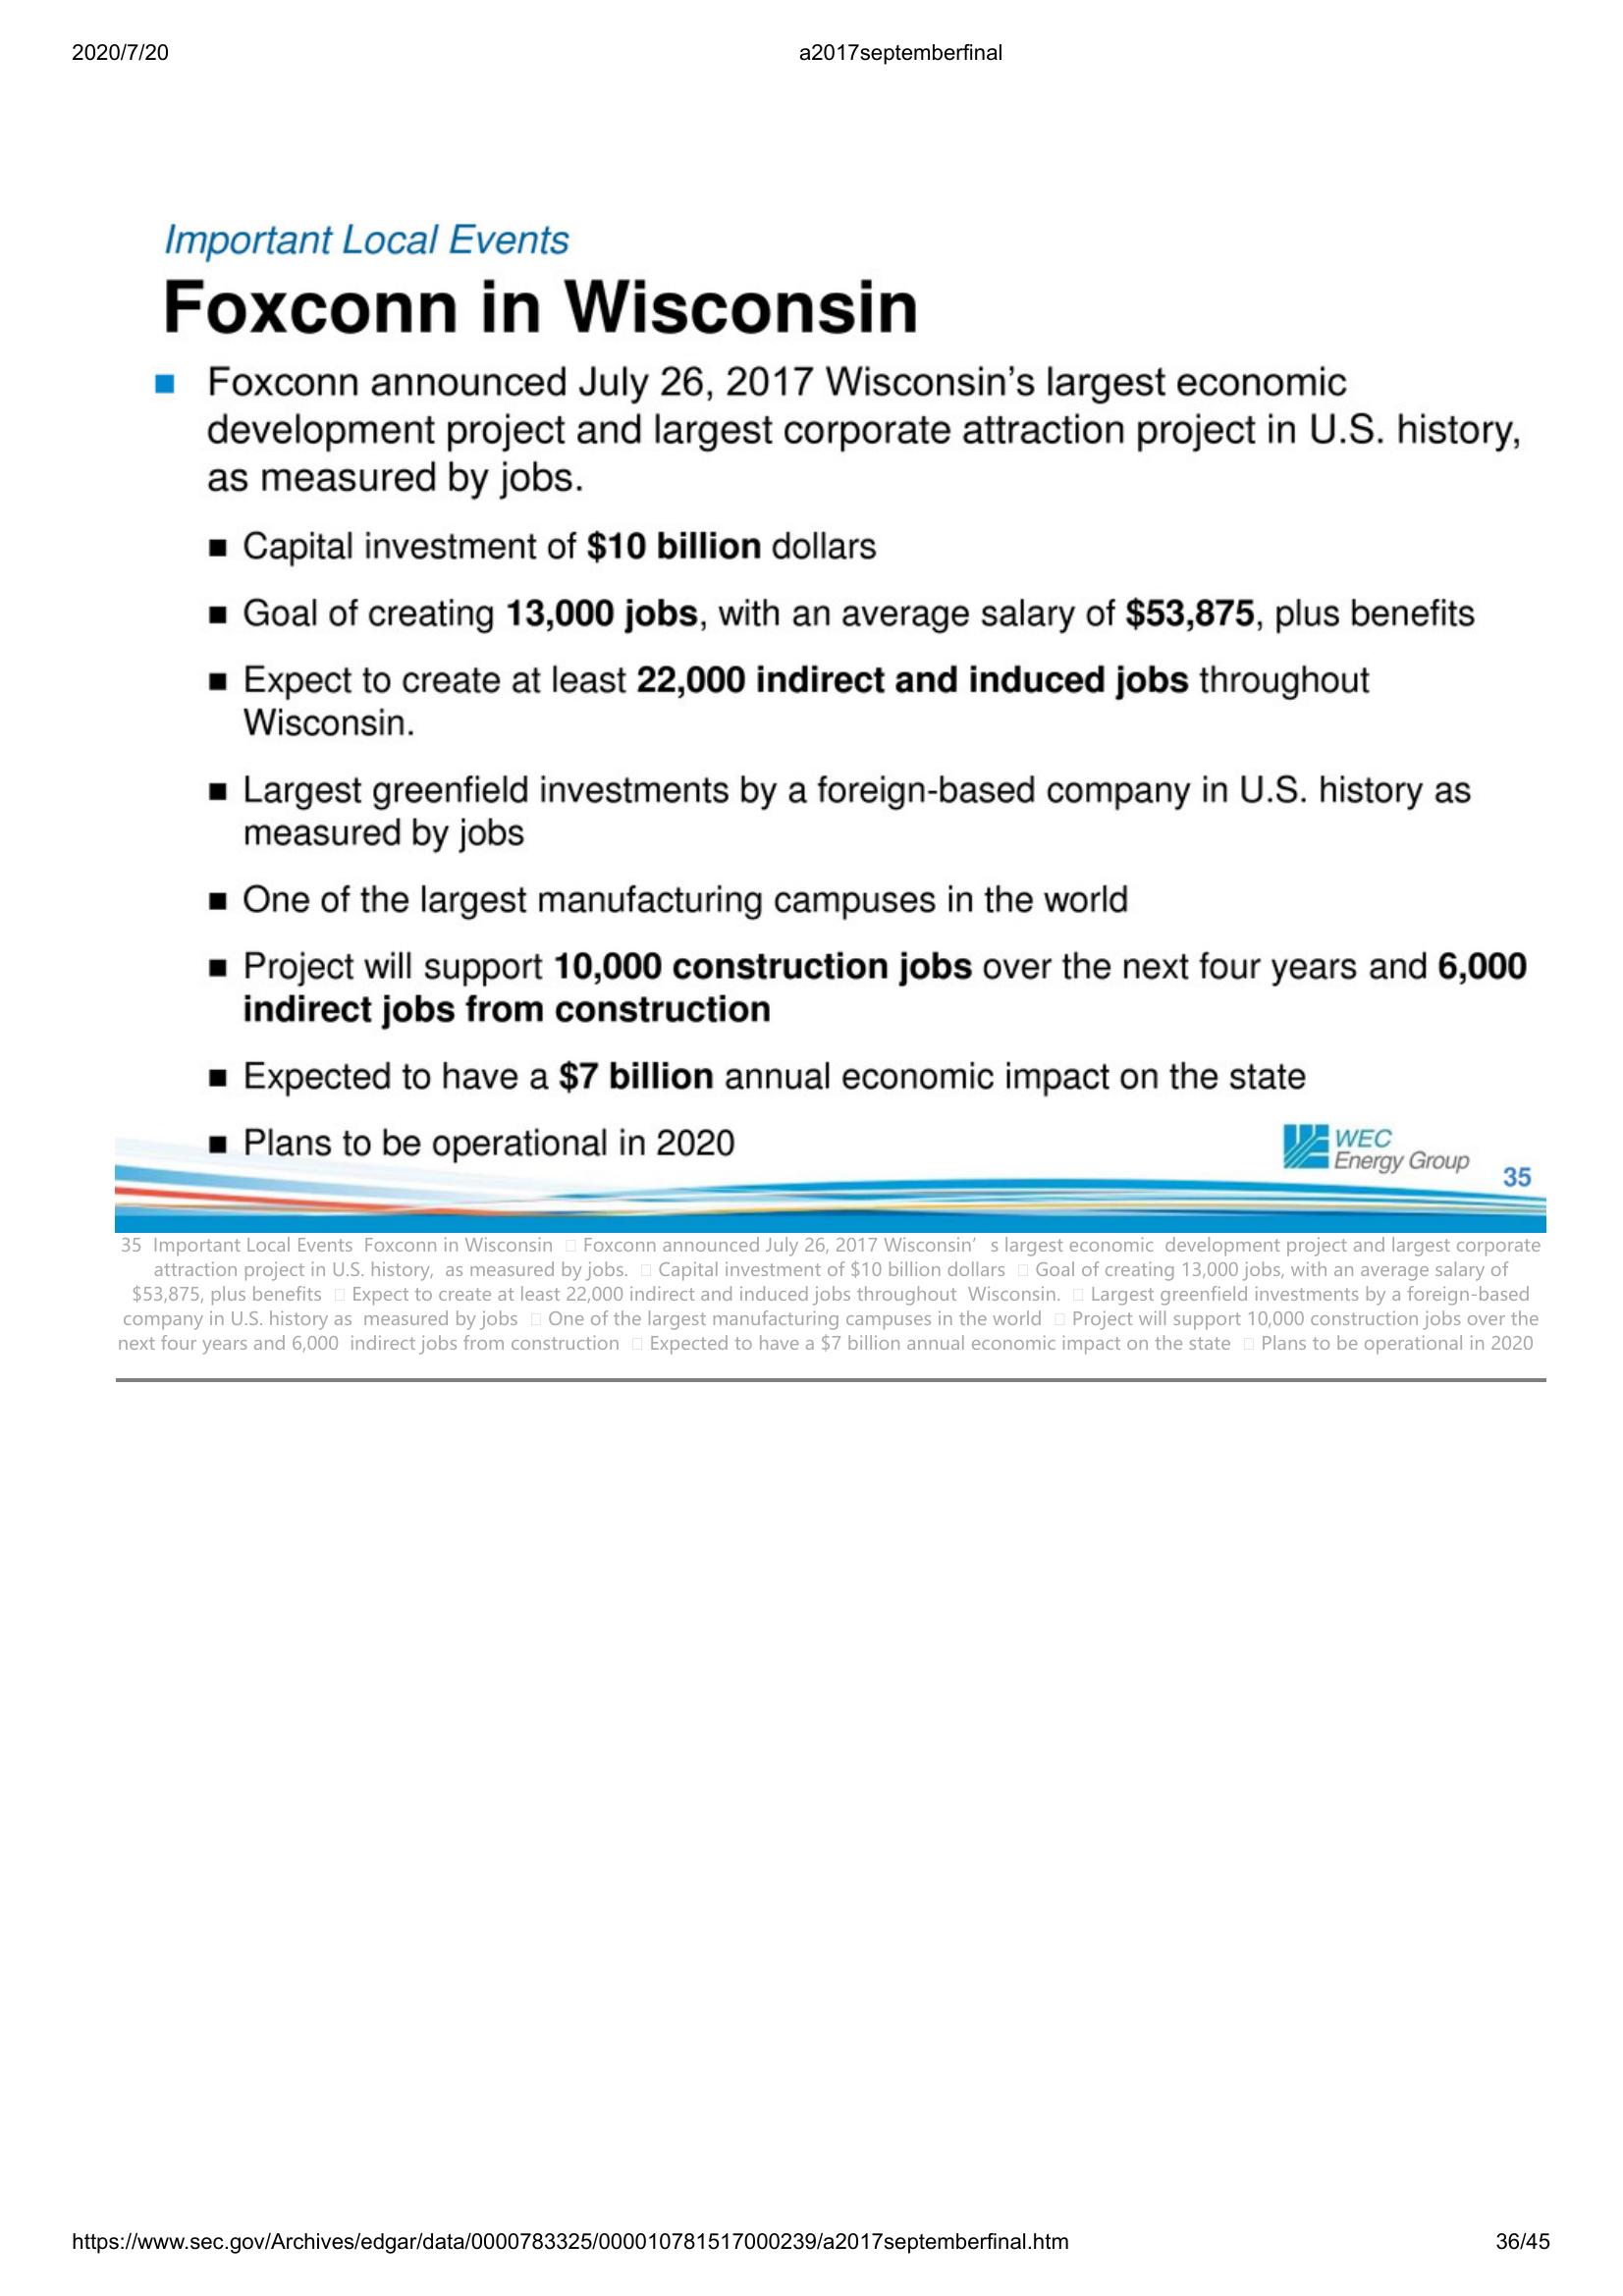 2020/7/20
a2017septemberfinal
Important Local Events
Foxconn in Wisconsin
■ Foxconn announced July 26, 2017 Wisconsin’s largest economic
development project and largest corporate attraction project in U.S. history,
as measured by jobs.
■ Capital investment of $10 billion dollars
■ Goal of creating 13,000 jobs, with an average salary of $53,875, plus benefits
■ Expect to create at least 22,000 indirect and induced jobs throughout
Wisconsin.
■ Largest greenfield investments by a foreign-based company in U.S. history as
measured by jobs
■ One of the largest manufacturing campuses in the world
■ Project will support 10,000 construction jobs over the next four years and 6,000
indirect jobs from construction
■ Expected to have a $7 billion annual economic impact on the state
■ Plans to be operational in 2020
WEC
Energy Group
35
35 Important Local Events Foxconn in Wisconsin □ Foxconn announced July 26, 2017 Wisconsin’ s largest economic development project and largest corporate
attraction project in U.S. history, as measured by jobs. □ Capital investment of $10 billion dollars □ Goal of creating 13,000 jobs, with an average salary of
$53,875, plus benefits □ Expect to create at least 22,000 indirect and induced jobs throughout Wisconsin. □ Largest greenfield investments by a foreign-based
company in U.S. history as measured by jobs □ One of the largest manufacturing campuses in the world □ Project will support 10,000 construction jobs over the
next four years and 6,000 indirect jobs from construction □ Expected to have a $7 billion annual economic impact on the state □ Plans to be operational in 2020
https://www.sec.gov/Archives/edgar/data/0000783325/000010781517000239/a2017septemberfinal.htm
36/45